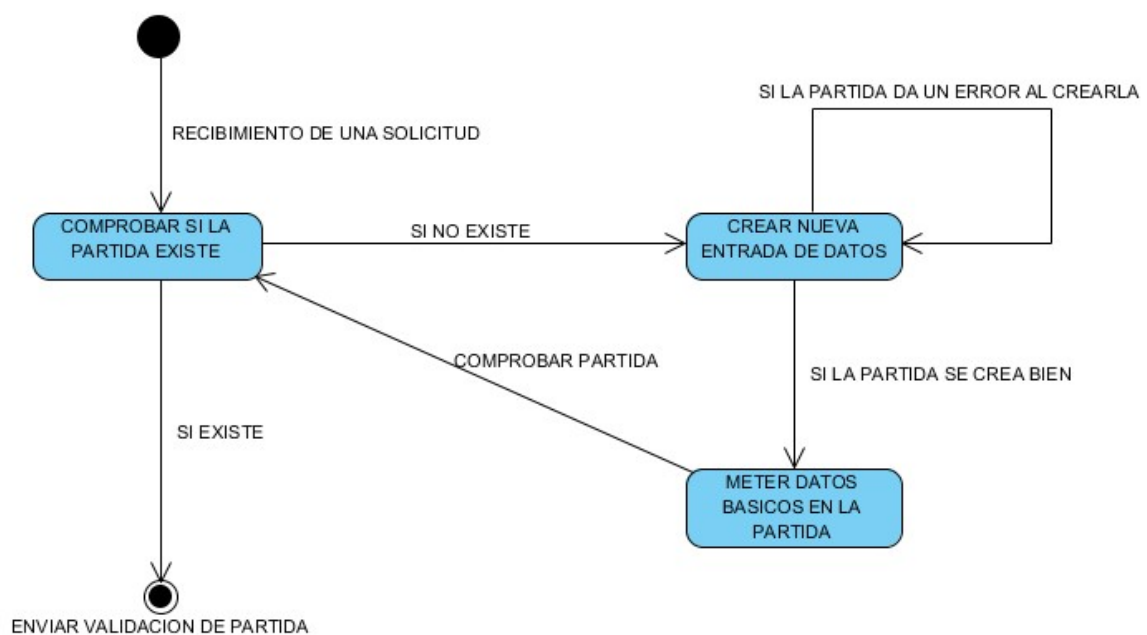 SI LA PARTIDA DA UN ERROR AL CREARLA
RECIBIMIENTO DE UNA SOLICITUD
COMPROBAR SI LA
PARTIDA EXISTE
SI NO EXISTE
CREAR NUEVA
ENTRADA DE DATOS
COMPROBAR PARTIDA
SI LA PARTIDA SE CREA BIEN
SI EXISTE
METER DATOS
BASICOS EN LA
PARTIDA
ENVIAR VALIDACION DE PARTIDA